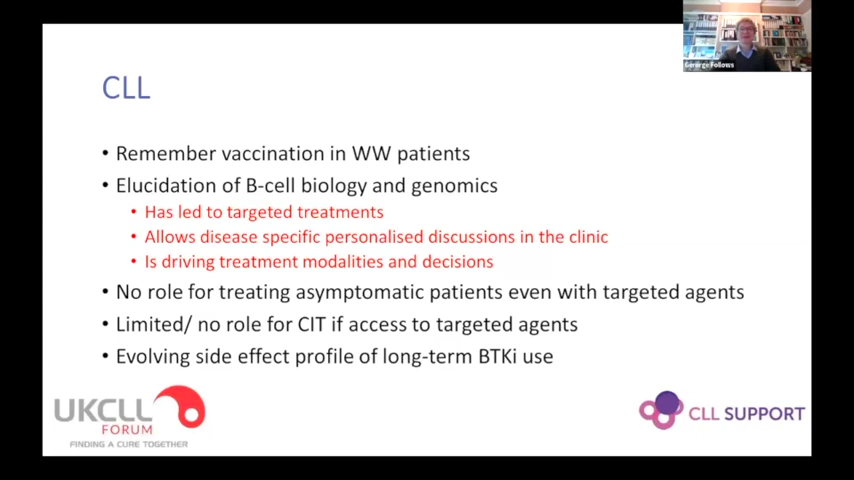 George Follows
CLL
• Remember vaccination in WW patients
• Elucidation of B-cell biology and genomics
• Has led to targeted treatments
• Allows disease specific personalised discussions in the clinic
• Is driving treatment modalities and decisions
• No role for treating asymptomatic patients even with targeted agents
• Limited/ no role for CIT if access to targeted agents
• Evolving side effect profile of long-term BTKi use
UKCLL
FORUM
FINDING A CURE TOGETHER
CLL SUPPORT